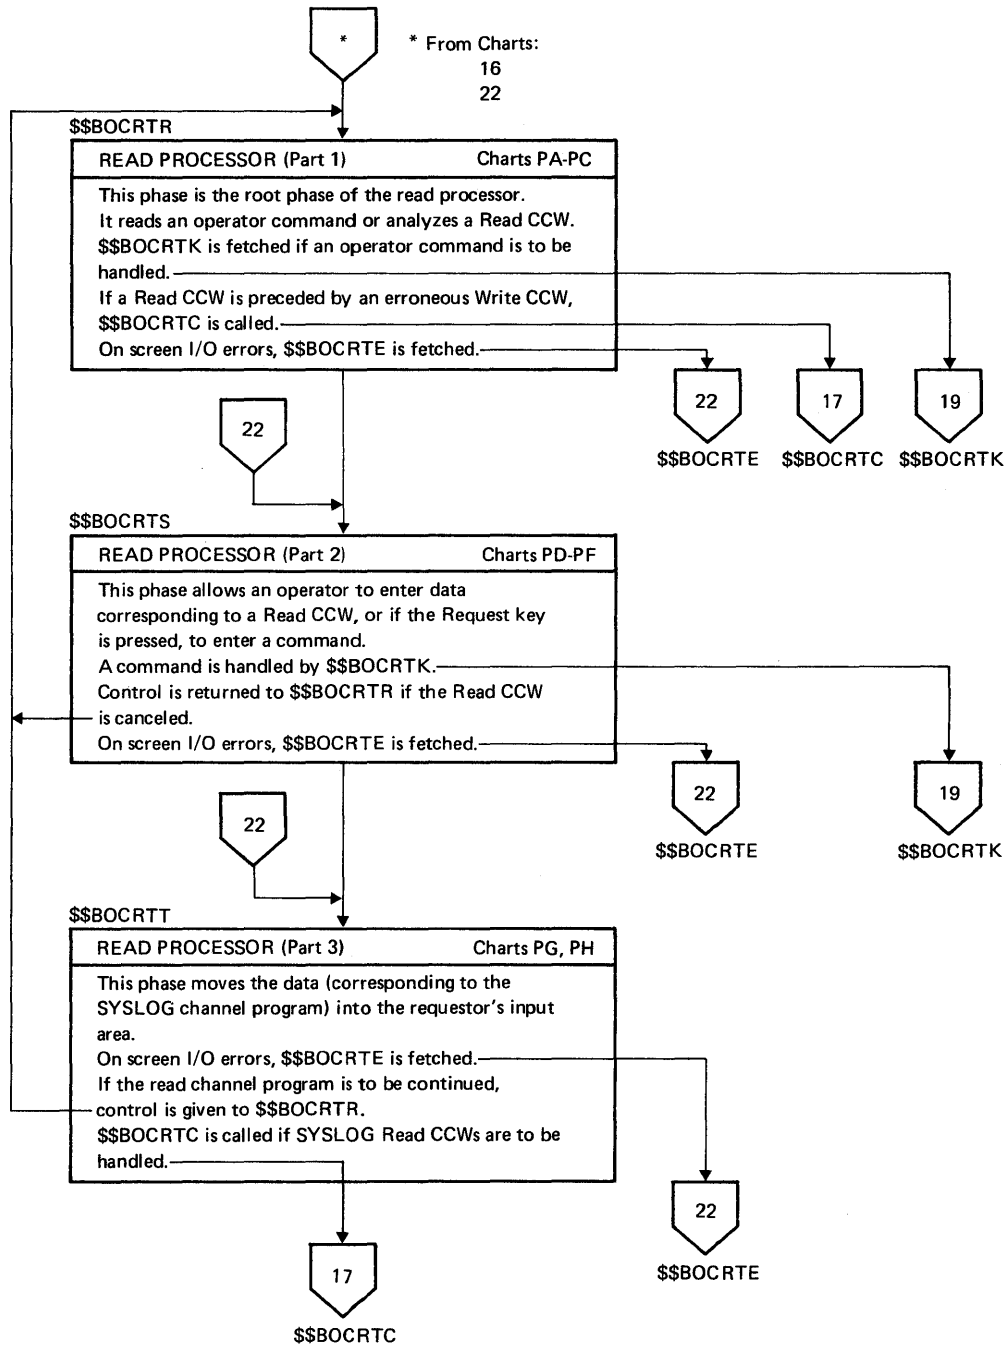 *
* From Charts:
16
22
$$BOCRTR
READ PROCESSOR (Part 1) Charts PA-PC
This phase is the root phase of the read processor.
It reads an operator command or analyzes a Read CCW.
$$BOCRTK is fetched if an operator command is to be
handled.
If a Read CCW is preceded by an erroneous Write CCW,
$$BOCRTC is called.
On screen I/O errors, $$BOCRTE is fetched.
22
17
19
$$BOCRTE
$$BOCRTC
$$BOCRTK
22
$$BOCRTS
READ PROCESSOR (Part 2) Charts PD-PF
This phase allows an operator to enter data
corresponding to a Read CCW, or if the Request key
is pressed, to enter a command.
A command is handled by $$BOCRTK.
Control is returned to $$BOCRTR if the Read CCW
is canceled.
On screen I/O errors, $$BOCRTE is fetched.
22
19
$$BOCRTE
$$BOCRTK
22
$$BOCRTT
READ PROCESSOR (Part 3) Charts PG, PH
This phase moves the data (corresponding to the
SYSLOG channel program) into the requestor's input
area.
On screen I/O errors, $$BOCRTE is fetched.
If the read channel program is to be continued,
control is given to $$BOCRTR.
$$BOCRTC is called if SYSLOG Read CCWs are to be
handled.
22
$$BOCRTE
17
$$BOCRTC